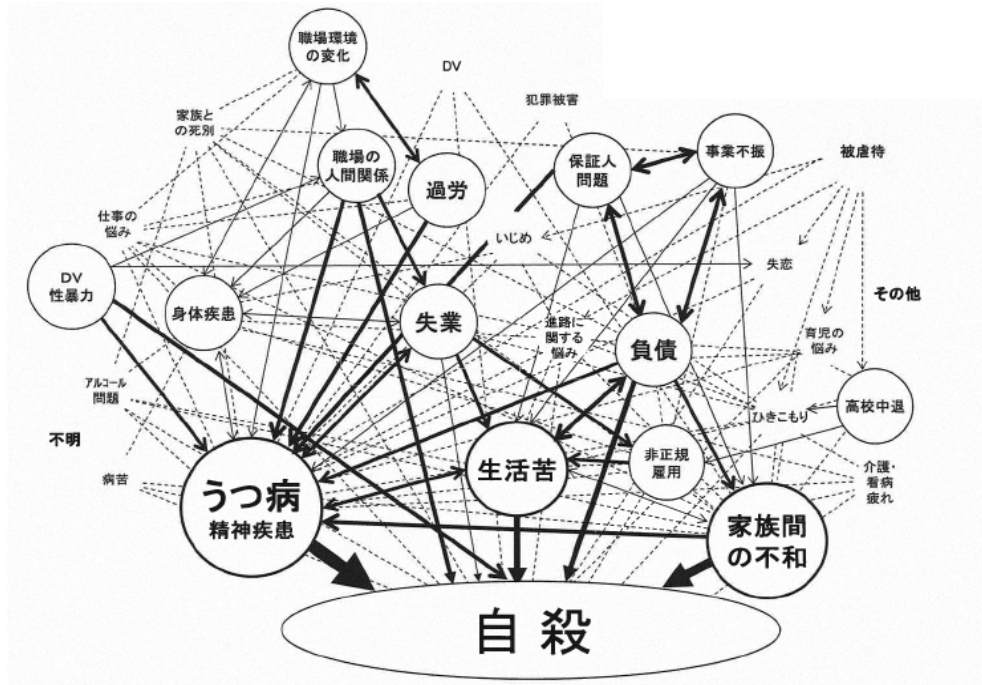 職場環境
の変化
DV
犯罪被害
家族と
の死別
職場の
人間関係
過労
保証人
問題
事業不振
被虐待
仕事の
悩み
いじめ
失恋
DV
性暴力
身体疾患
失業
進路に
関する
悩み
負債
その他
育児の
悩み
アルコール
問題
ひきこもり
高校中退
不明
病苦
うつ病
精神疾患
生活苦
非正規
雇用
介護・
看病
疲れ
家族間
の不和
自殺